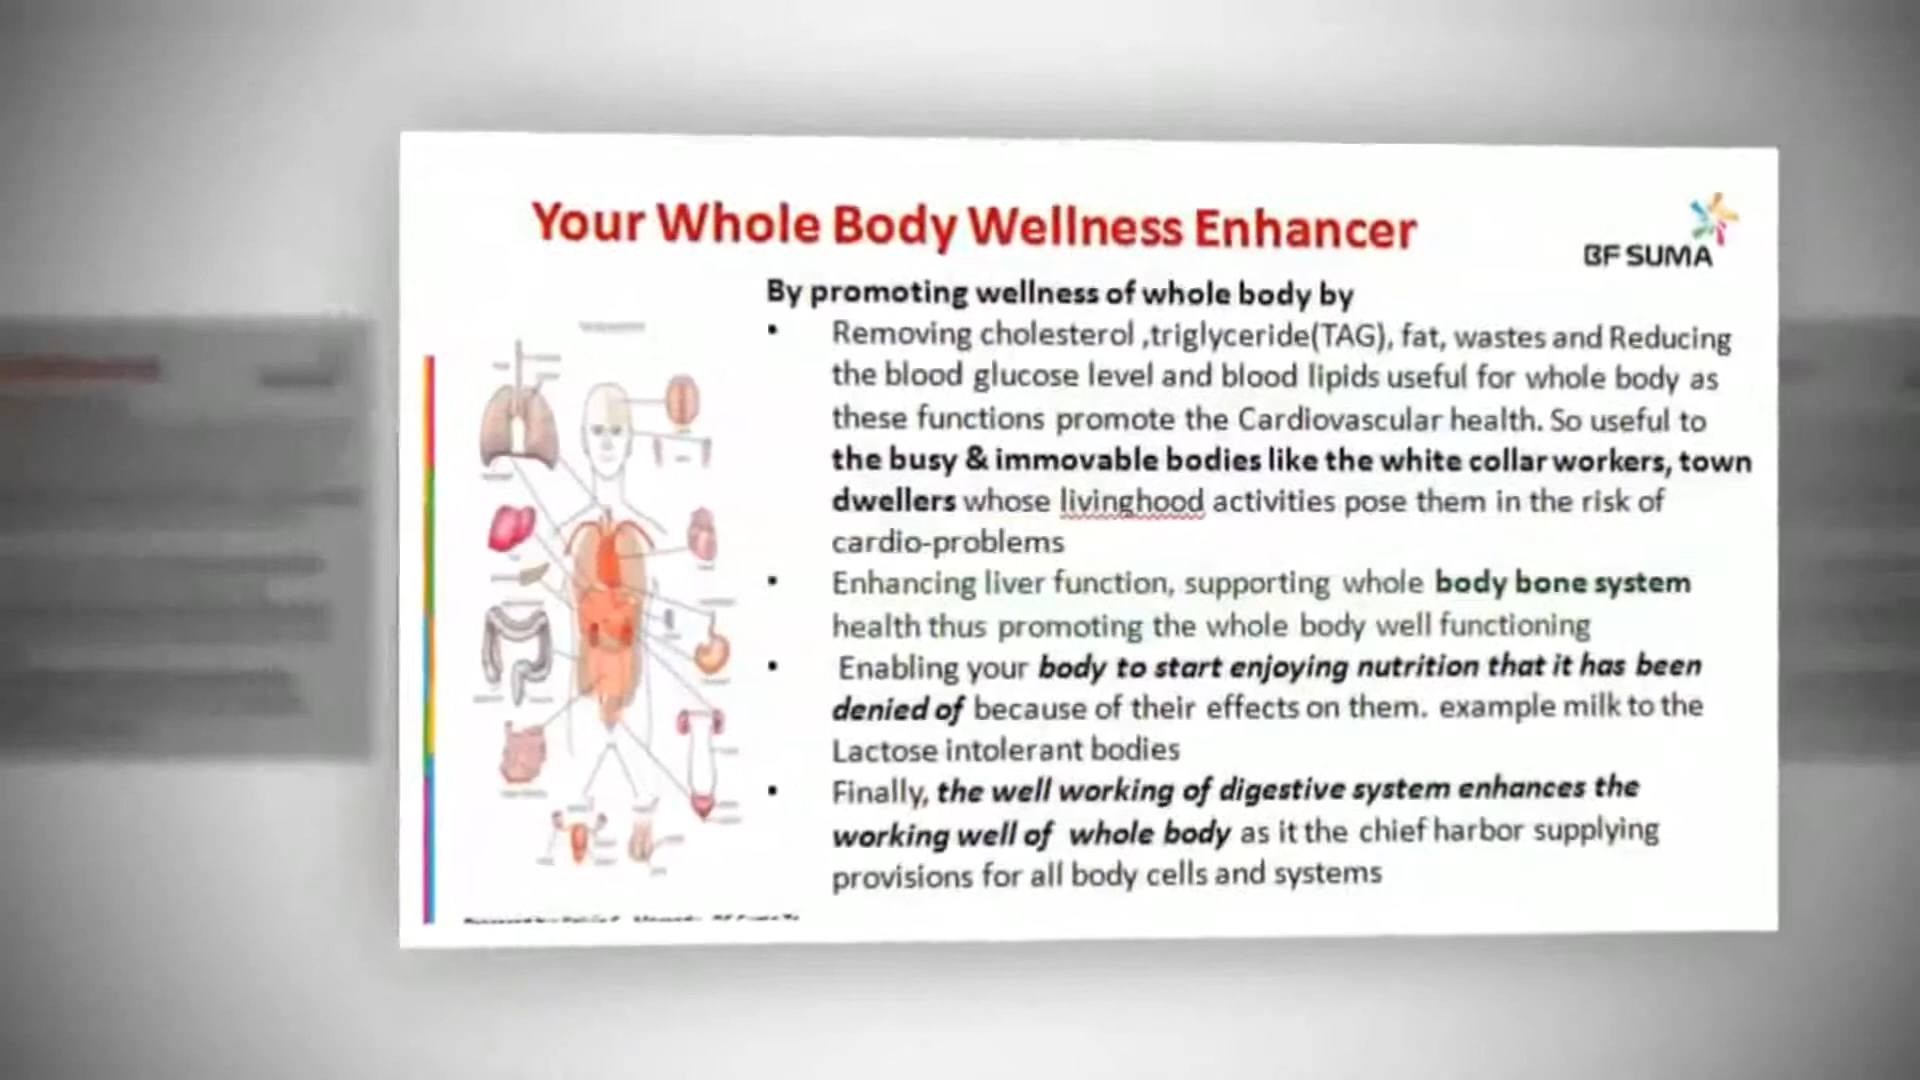 Your Whole Body Wellness Enhancer
BF SUMA
By promoting wellness of whole body by
• Removing cholesterol ,triglyceride(TAG), fat, wastes and Reducing
the blood glucose level and blood lipids useful for whole body as
these functions promote the Cardiovascular health. So useful to
the busy & immovable bodies like the white collar workers, town
dwellers whose livinghood activities pose them in the risk of
cardio-problems
• Enhancing liver function, supporting whole body bone system
health thus promoting the whole body well functioning
• Enabling your body to start enjoying nutrition that it has been
denied of because of their effects on them. example milk to the
Lactose intolerant bodies
• Finally, the well working of digestive system enhances the
working well of whole body as it the chief harbor supplying
provisions for all body cells and systems